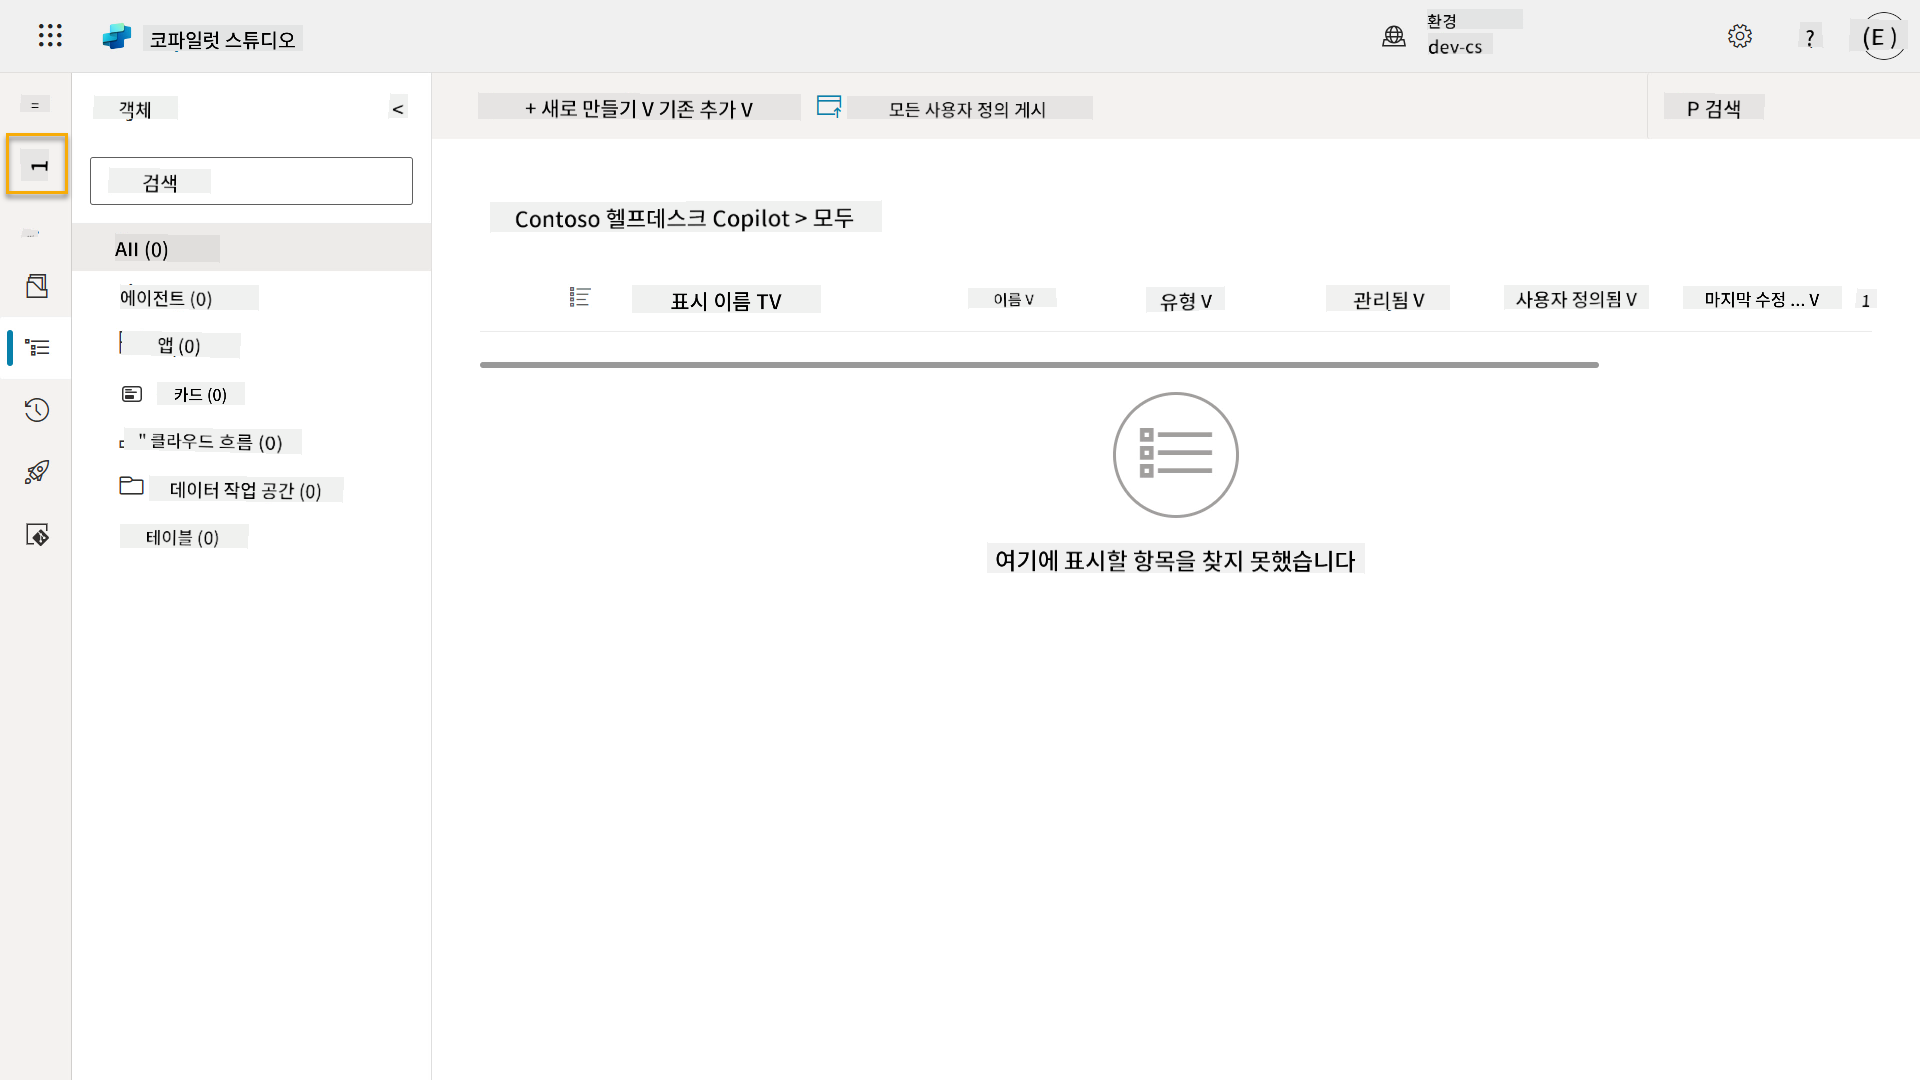 코파일럿 스튜디오
환경
dev-cs
?
(E )
=
객체
<
+ 새로 만들기 V 기존 추가 V
모든 사용자 정의 게시
P 검색
1
검색
Contoso 헬프데스크 Copilot > 모두
All (0)
에이전트 (0)
앱 (0)
카드 (0)
" 클라우드 흐름 (0)
데이터 작업 공간 (0)
테이블 (0)
표시 이름 TV
이름 V
유형 V
관리됨 V
사용자 정의됨 V
마지막 수정 ... V
1
여기에 표시할 항목을 찾지 못했습니다